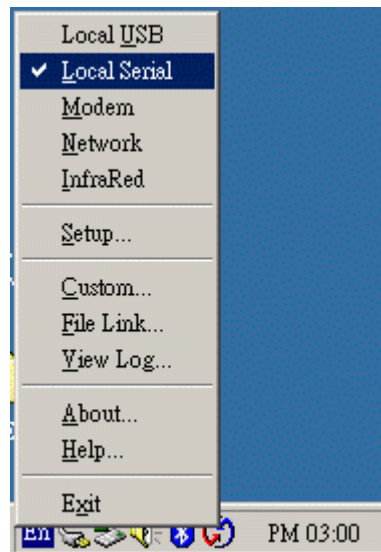 Local USB
Local Serial
Modem
Network
InfraRed
Setup...
Custom...
File Link...
View Log...
About...
Help...
Exit
En PM 03:00